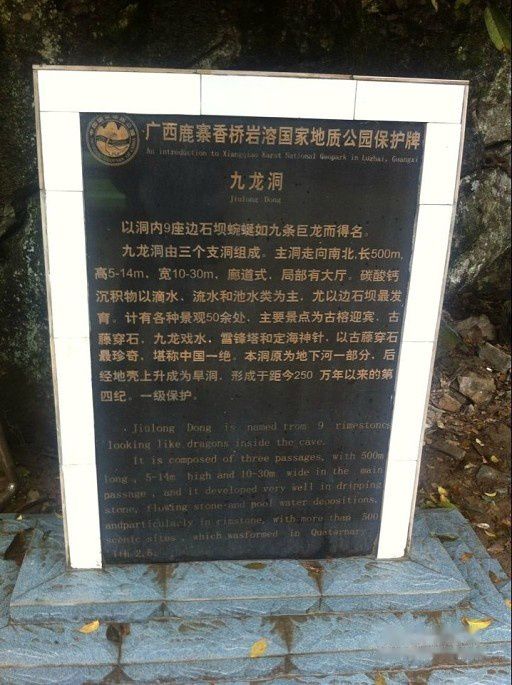 广西鹿寨香桥岩溶国家地质公园保护牌
An introduction to Xiangqiao Karst National Geopark in Luzhai, Guangxi
九龙洞
Jiulong Dong
以洞内9座边石坝蜿蜒如九条巨龙而得名。
九龙洞由三个支洞组成。主洞走向南北,长500m,
高5-14m、宽10-30m、廊道式,局部有大厅。碳酸钙
沉积物以滴水、流水和池水类为主,尤以边石坝最发
育。计有各种景观50余处、主要景点为古榕迎宾、古
藤穿石、九龙戏水、雪锋塔和定海神针,以古藤穿石
最珍奇,堪称中国一绝。本洞原为地下河一部分,后
经地壳上升成为旱洞,形成于距今250 万年以来的第
四纪。一级保护。
Jiulong Dong is named from 9 rimestones
looking like dragons inside the cave.
It is composed of three passages, with 500m
long , 5-14m high and 10-30m wide in the main
passage , and it developed very well in dripping
stone, flowing stone and pool water depositions,
andparticularly in rimstone, with more than 500
scenic sites , which wasformed in Quaternary